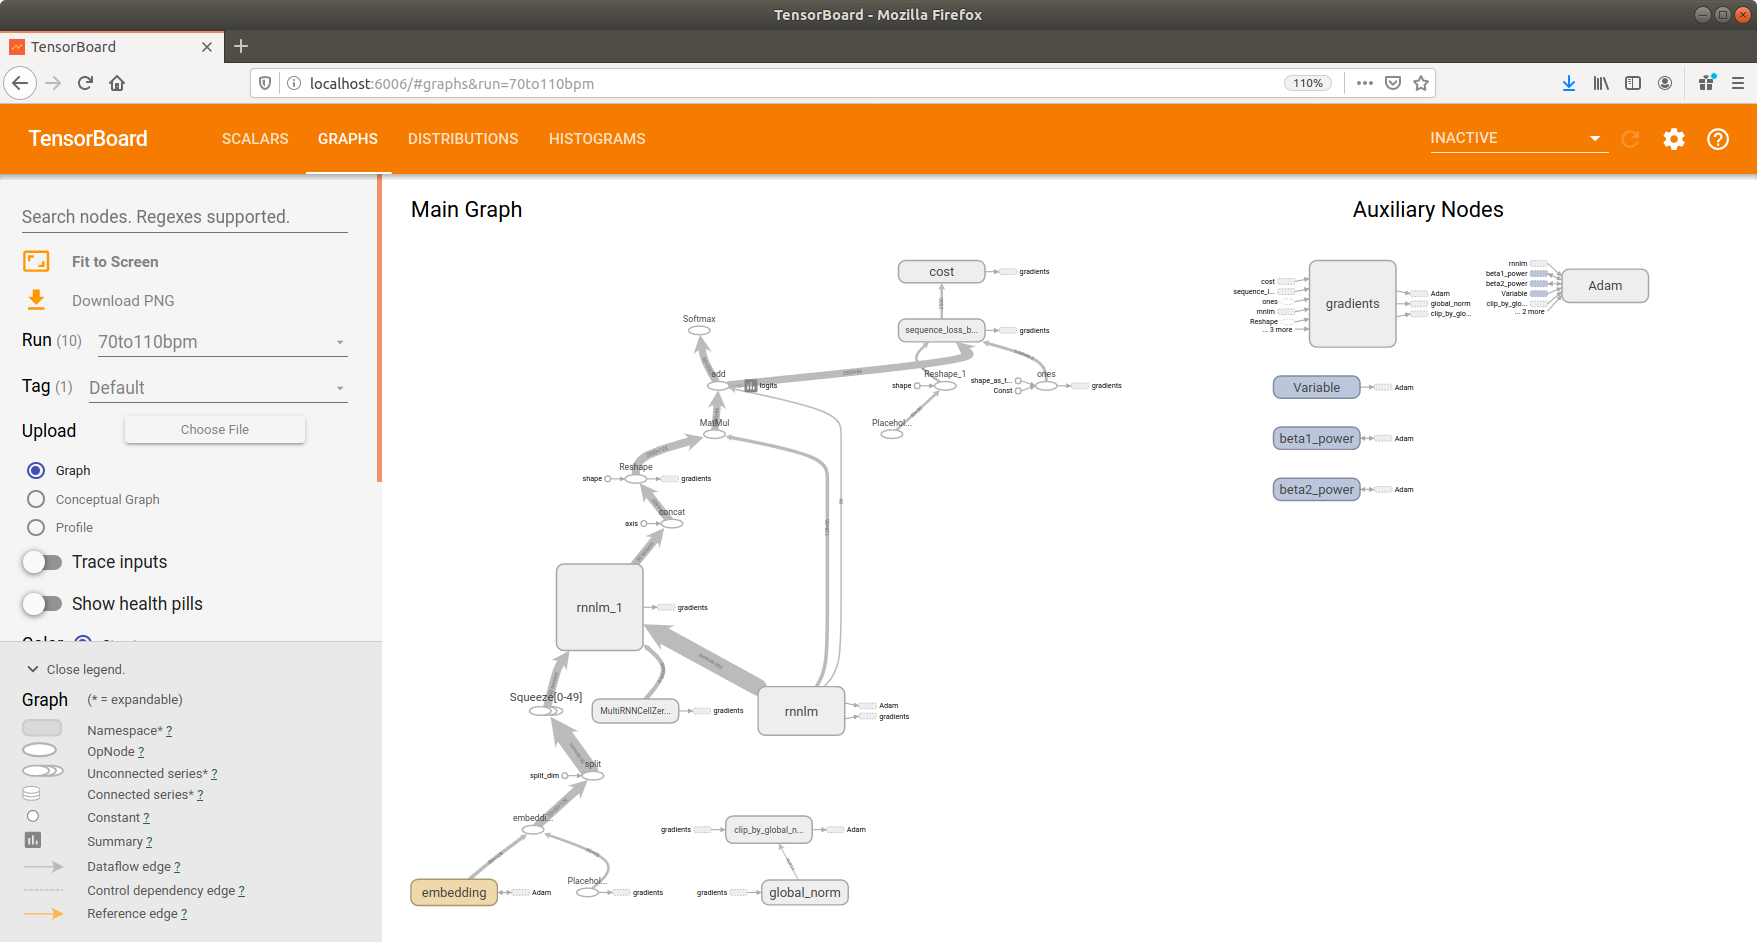 TensorBoard - Mozilla Firefox
TensorBoard
localhost:6006/#graphs&run=70to110bpm
110%
TensorBoard
SCALARS
GRAPHS
DISTRIBUTIONS
HISTOGRAMS
INACTIVE
Search nodes. Regexes supported.
Fit to Screen
Download PNG
Run (10) 70to110bpm
Tag (1) Default
Upload
Choose File
Graph
Conceptual Graph
Profile
Trace inputs
Show health pills
Close legend.
Graph (* = expandable)
Namespace* ?
OpNode ?
Unconnected series* ?
Connected series* ?
Constant ?
Summary ?
Dataflow edge ?
Control dependency edge ?
Reference edge ?
Main Graph
cost
gradients
Softmax
sequence_loss_b...
gradients
add
logits
shape
Reshape_1
shape_as_t...
Const
ones
gradients
MatMul
Placehol...
Reshape
shape
gradients
concat
axis
rnnlm_1
gradients
Squeeze[0-49]
MultiRNNCellZer...
gradients
rnnlm
Adam
gradients
split
split_dim
embeddi...
gradients
clip_by_global_n...
Adam
embedding
Adam
Placehol...
gradients
gradients
global_norm
Auxiliary Nodes
cost
sequence_l...
ones
rnnlm
Reshape
... 3 more
gradients
Adam
global_norm
clip_by_glo...
rnnlm
beta1_power
beta2_power
Variable
clip_by_glo...
... 2 more
Adam
Variable
Adam
beta1_power
Adam
beta2_power
Adam